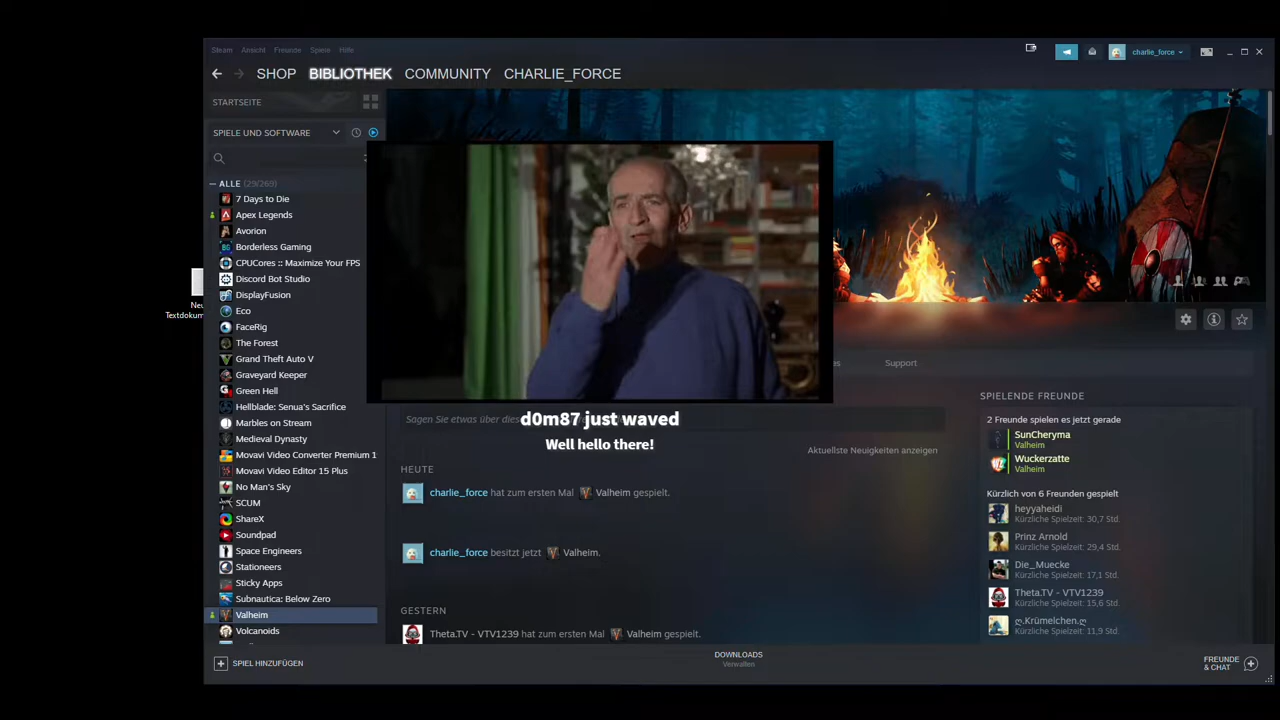 Steam Ansicht Freunde Spiele Hilfe
charlie_force
SHOP BIBLIOTHEK COMMUNITY CHARLIE_FORCE
STARTSEITE
SPIELE UND SOFTWARE
ALLE (29/269)
7 Days to Die
Apex Legends
Avorion
Borderless Gaming
CPUCores :: Maximize Your FPS
Discord Bot Studio
DisplayFusion
Eco
FaceRig
The Forest
Grand Theft Auto V
Graveyard Keeper
Green Hell
Hellblade: Senua's Sacrifice
Marbles on Stream
Medieval Dynasty
Movavi Video Converter Premium 1
Movavi Video Editor 15 Plus
No Man's Sky
SCUM
ShareX
Soundpad
Space Engineers
Stationeers
Sticky Apps
Subnautica: Below Zero
Valheim
Volcanoids
SPIEL HINZUFÜGEN
Neu
Textdokum
Support
Sagen Sie etwas über dies
d0m87 just waved
Well hello there!
Aktuellste Neuigkeiten anzeigen
HEUTE
charlie_force hat zum ersten Mal Valheim gespielt.
charlie_force besitzt jetzt Valheim.
GESTERN
Theta.TV - VTV1239 hat zum ersten Mal Valheim gespielt.
SPIELENDE FREUNDE
2 Freunde spielen es jetzt gerade
SunCheryma
Valheim
Wuckerzatte
Valheim
Kürzlich von 6 Freunden gespielt
heyyaheidi
Kürzliche Spielzeit: 30,7 Std.
Prinz Arnold
Kürzliche Spielzeit: 29,4 Std.
Die_Muecke
Kürzliche Spielzeit: 17,1 Std.
Theta.TV - VTV1239
Kürzliche Spielzeit: 15,6 Std.
ღ.Krümelchen.ღ
Kürzliche Spielzeit: 11,9 Std.
DOWNLOADS
Verwalten
FREUNDE
& CHAT